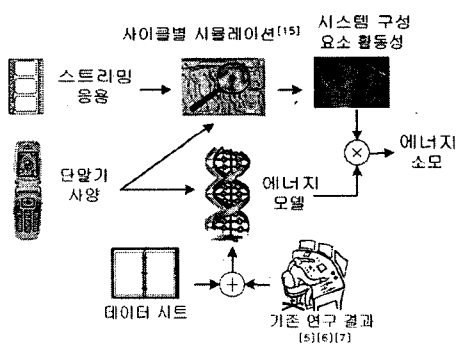 사이클별 시뮬레이션[15]
시스템 구성
요소 활동성
스트리밍
응용
에너지
소모
단말기
사양
에너지
모델
데이터 시트
기존 연구 결과
[5][6][7]